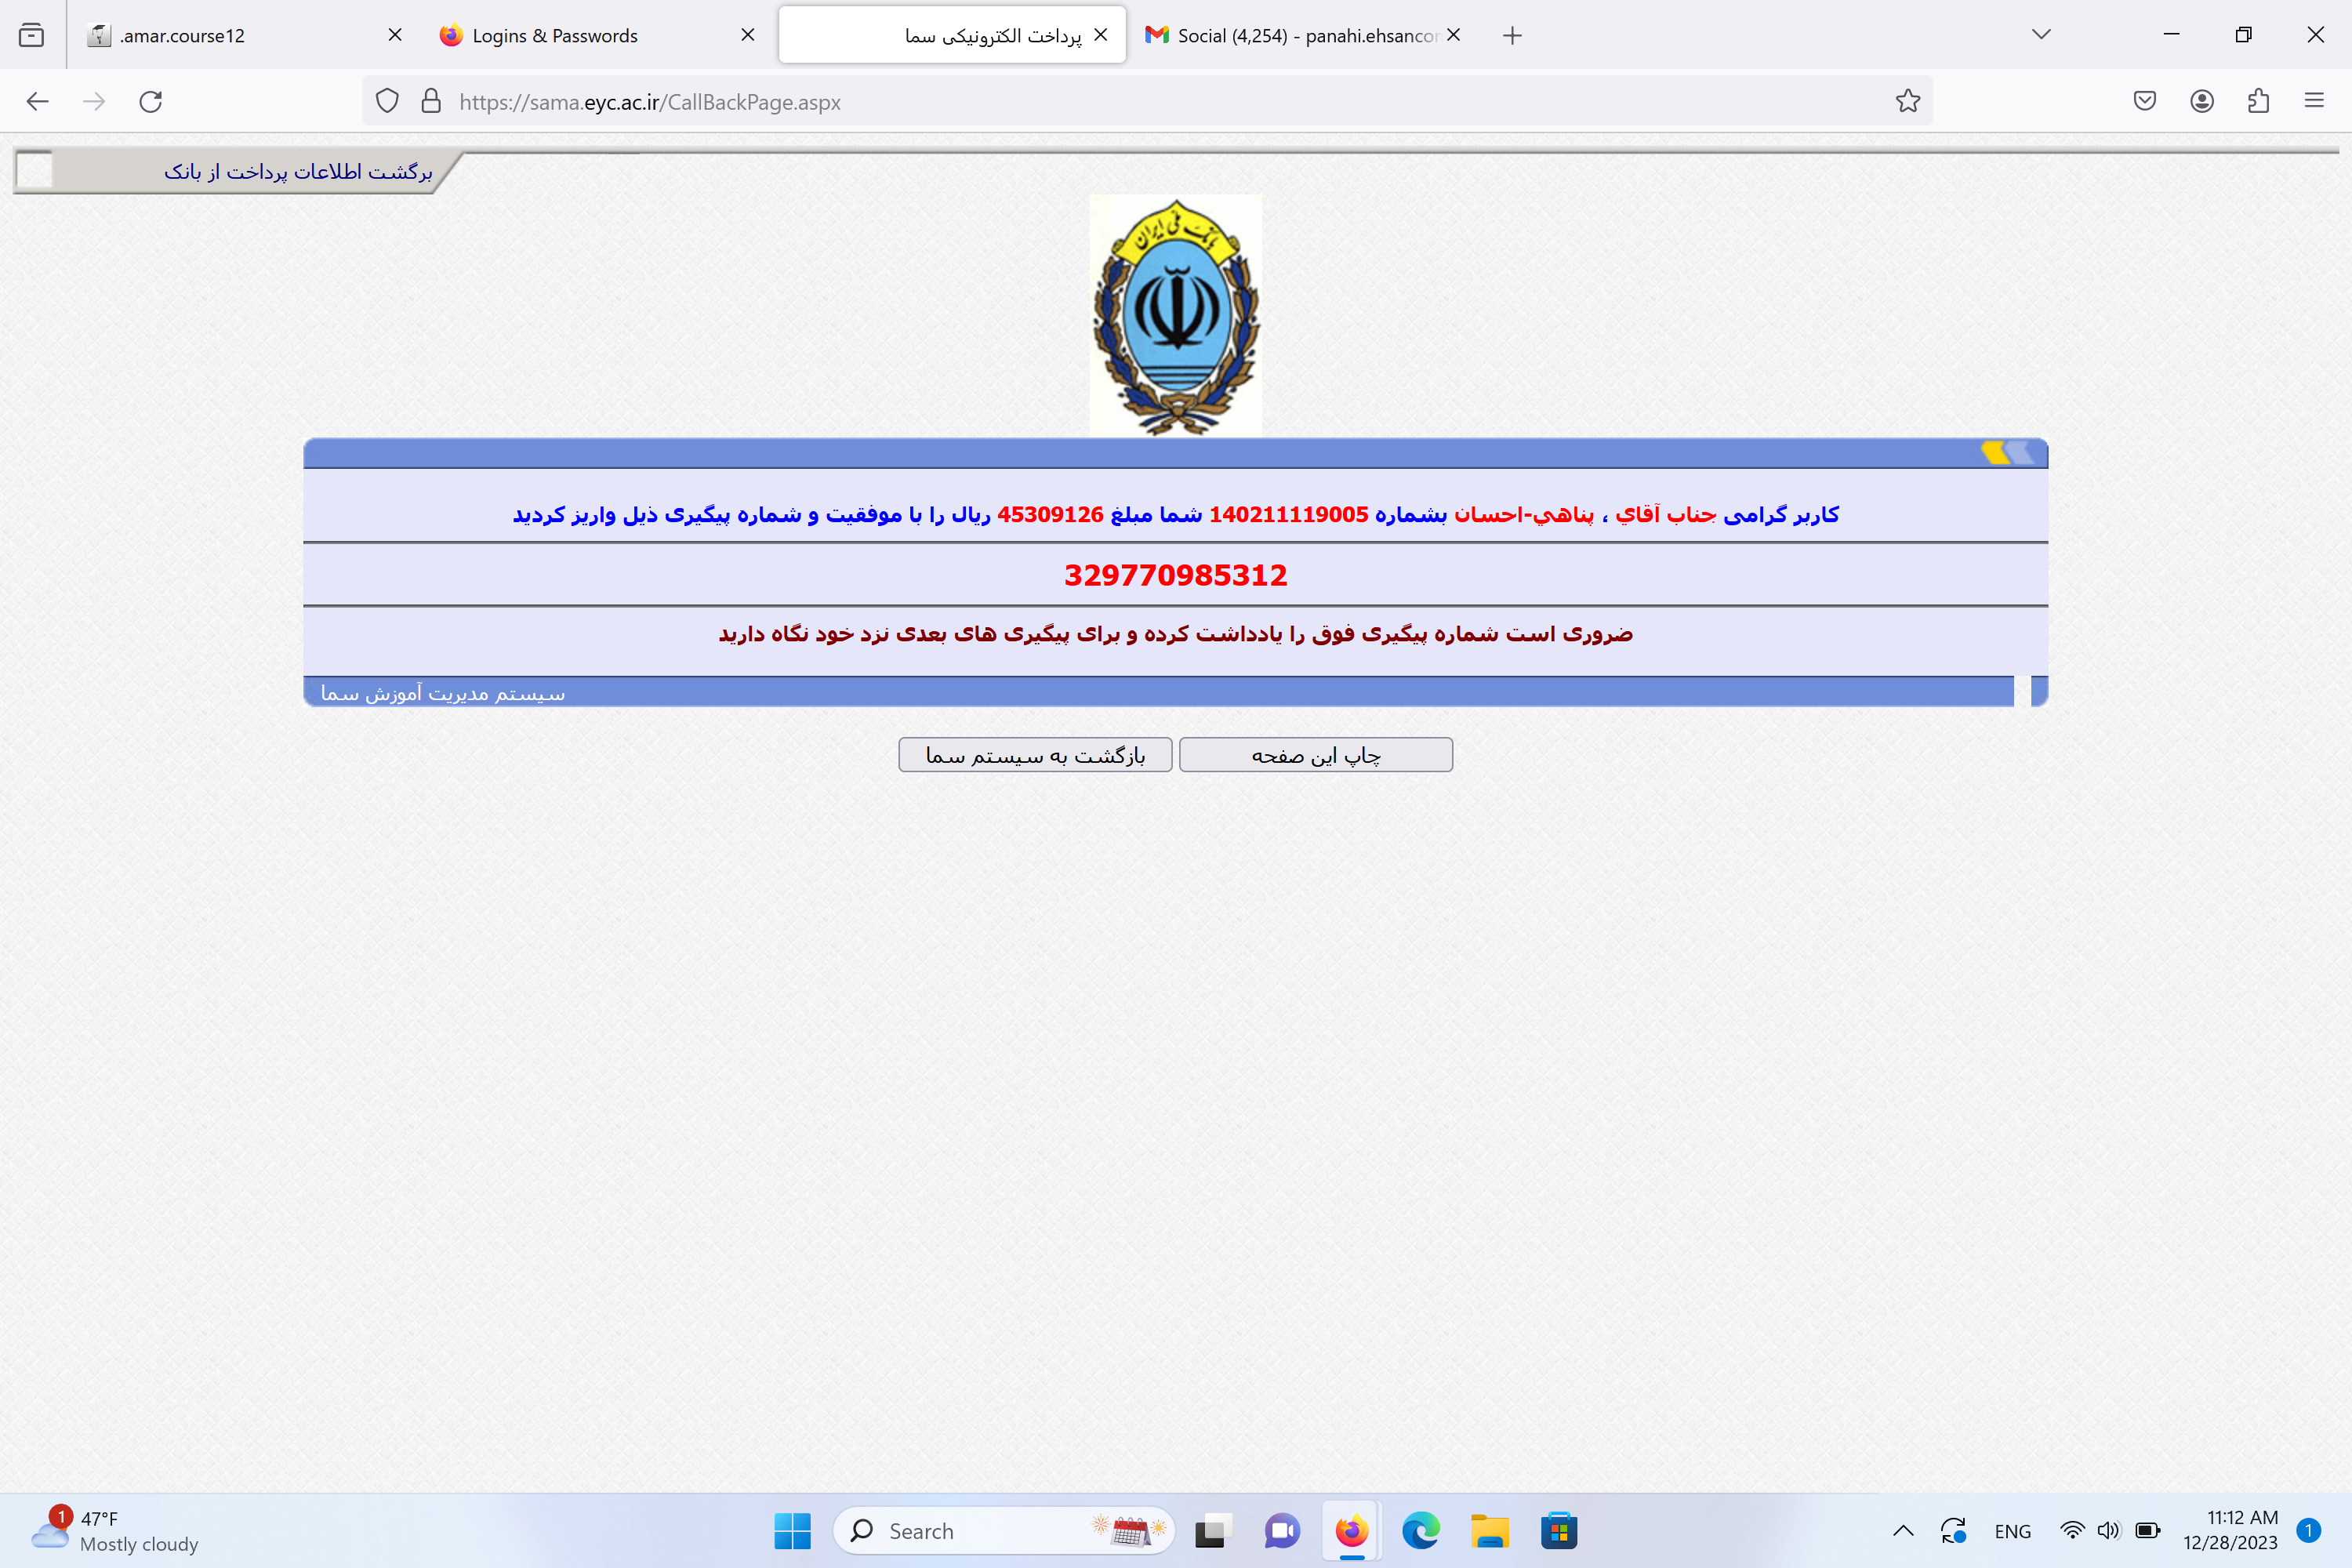 .amar.course12
Logins & Passwords
پرداخت الکترونیکی سما
Social (4,254) - panahi.ehsancor
https://sama.eyc.ac.ir/CallBackPage.aspx
برگشت اطلاعات پرداخت از بانک
بانک ملی ایران
کاربر گرامی جناب آقاي ، پناهي-احسان بشماره 140211119005 شما مبلغ 45309126 ریال را با موفقیت و شماره پیگیری ذیل واریز کردید
329770985312
ضروری است شماره پیگیری فوق را یادداشت کرده و برای پیگیری های بعدی نزد خود نگاه دارید
سیستم مدیریت آموزش سما
چاپ این صفحه
بازگشت به سیستم سما
1
47°F
Mostly cloudy
Search
ENG
11:12 AM
12/28/2023
1